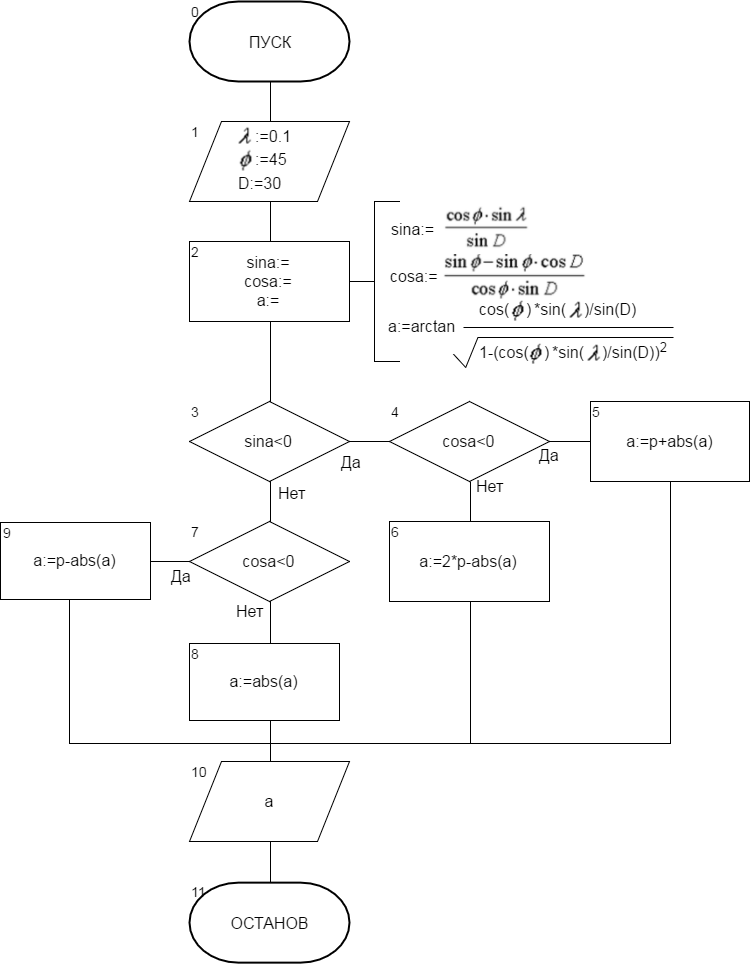 0
ПУСК
1
λ :=0.1
ϕ :=45
D:=30
2
sina:=
cosa:=
a:=
sina:= cos ϕ · sin λ / sin D
cosa:= sin ϕ – sin ϕ · cos D / cos ϕ · sin D
a:=arctan cos(ϕ)*sin(λ)/sin(D) / √1-(cos(ϕ)*sin(λ)/sin(D))²
3
sina<0
Да
Нет
4
cosa<0
Да
Нет
5
a:=p+abs(a)
6
a:=2*p-abs(a)
7
cosa<0
Да
Нет
9
a:=p-abs(a)
8
a:=abs(a)
10
a
11
ОСТАНОВ